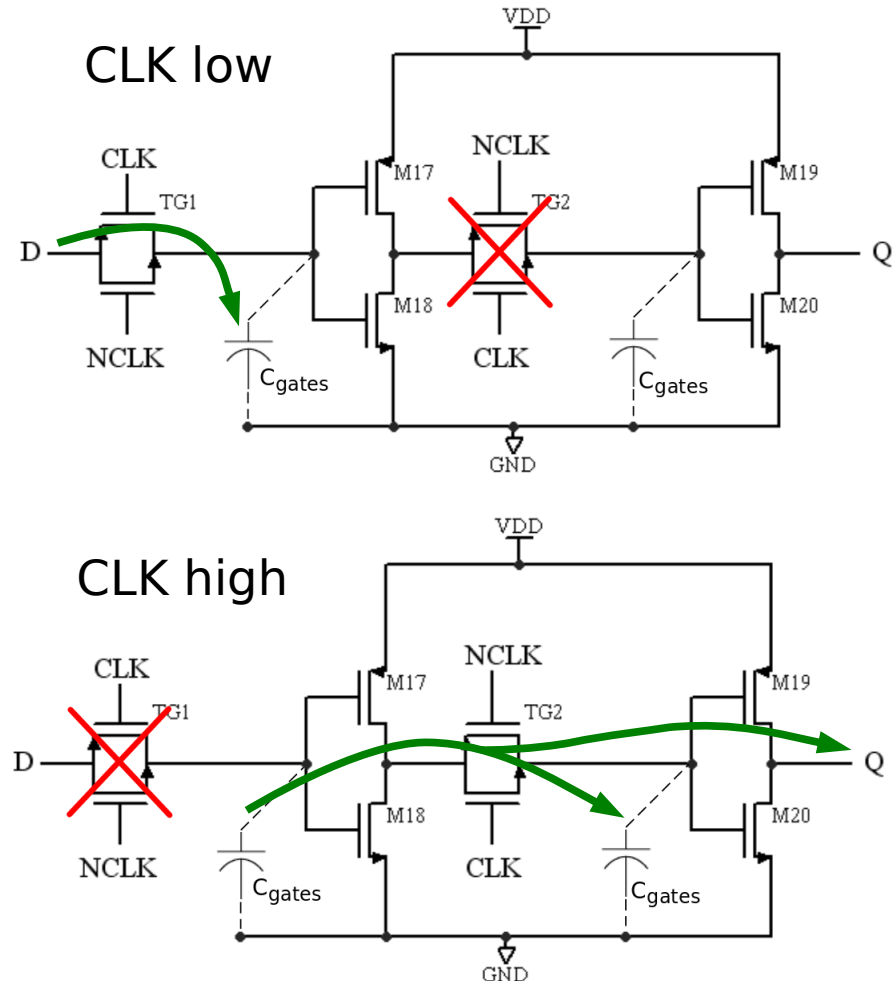 VDD
CLK low
CLK
NCLK
M17
M19
TG1
TG2
D
Q
M18
M20
NCLK
CLK
Cgates
Cgates
GND
VDD
CLK high
CLK
NCLK
M17
M19
TG1
TG2
D
Q
M18
M20
NCLK
CLK
Cgates
Cgates
GND